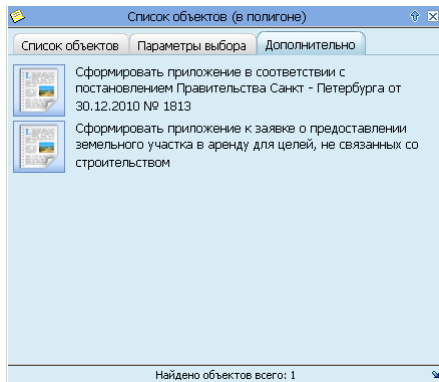 Список объектов (в полигоне)
Список объектов Параметры выбора Дополнительно
Сформировать приложение в соответствии с
постановлением Правительства Санкт - Петербурга от
30.12.2010 № 1813
Сформировать приложение к заявке о предоставлении
земельного участка в аренду для целей, не связанных со
строительством
Найдено объектов всего: 1